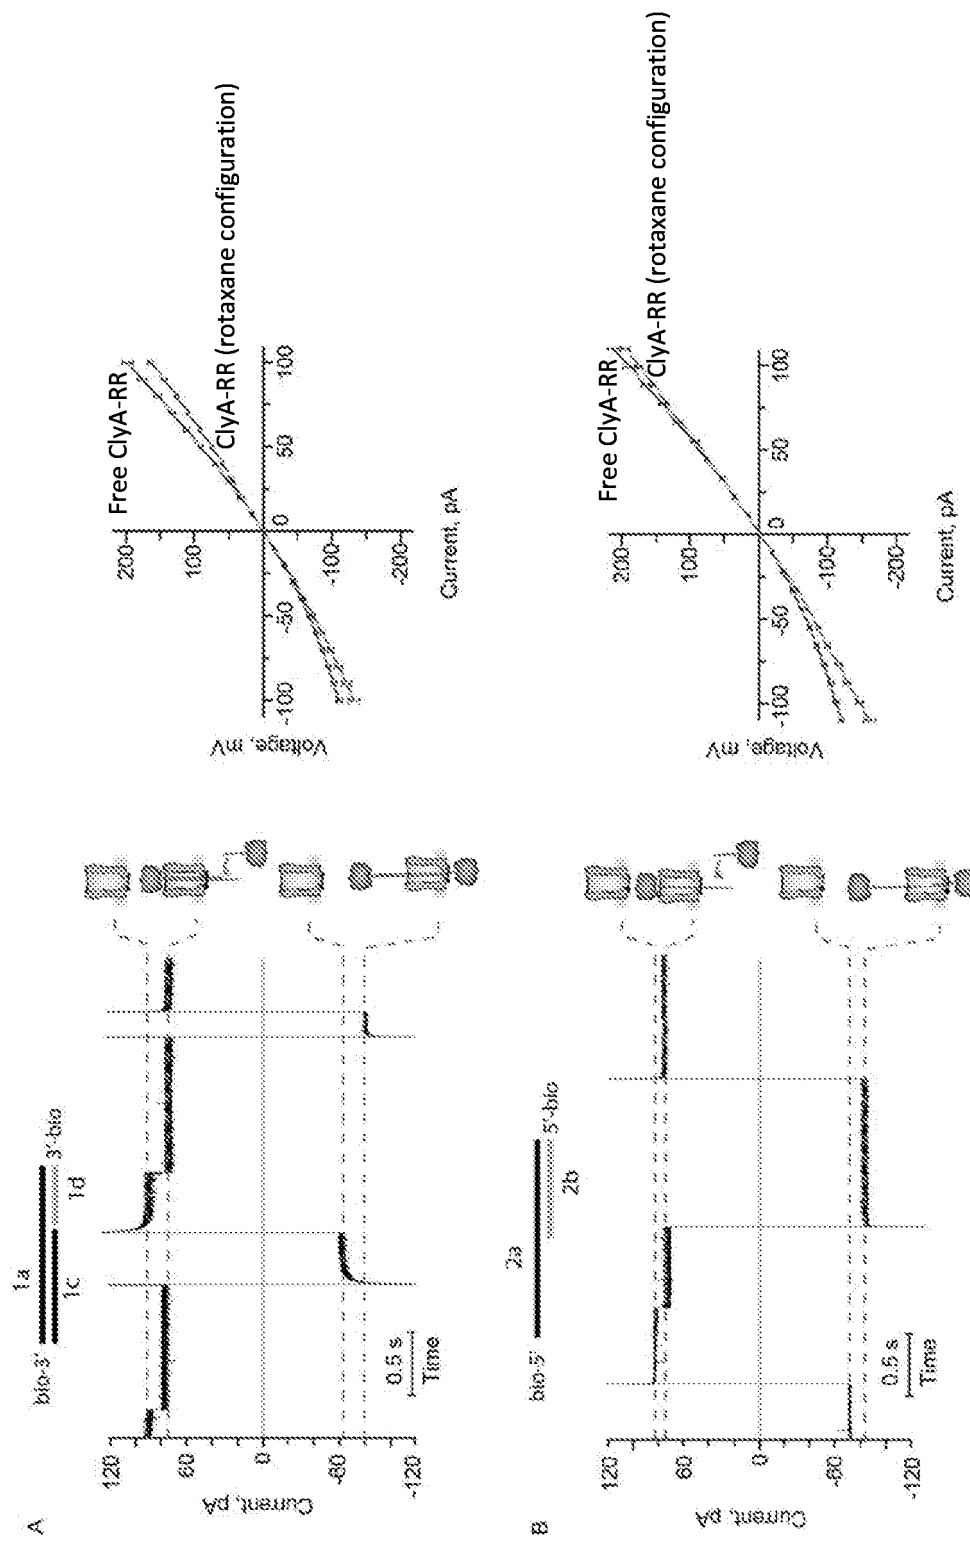 A
bio-3'
1a
1c
1d
3'-bio
Current, pA
120
60
0
-60
-120
0.5 s
Time
Voltage, mV
200
100
-100
-200
-100
-50
0
50
100
Current, pA
Free ClyA-RR
ClyA-RR (rotaxane configuration)
B
bio-5'
2a
2b
5'-bio
Current, pA
120
60
0
-60
-120
0.5 s
Time
Voltage, mV
200
100
-100
-200
-100
-50
0
50
100
Current, pA
Free ClyA-RR
ClyA-RR (rotaxane configuration)